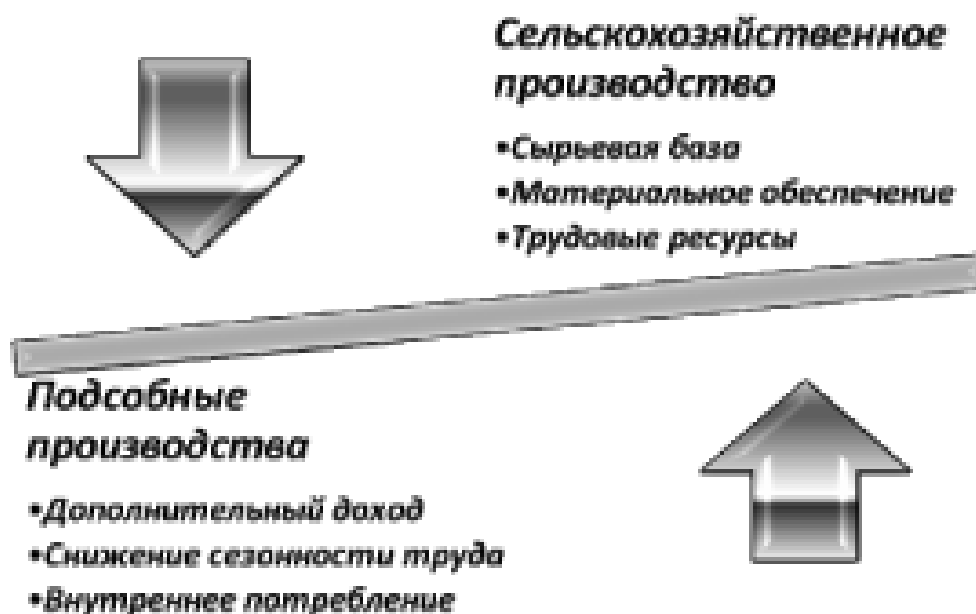 Сельскохозяйственное
производство
•Сырьевая база
•Материальное обеспечение
•Трудовые ресурсы
Подсобные
производства
•Дополнительный доход
•Снижение сезонности труда
•Внутреннее потребление